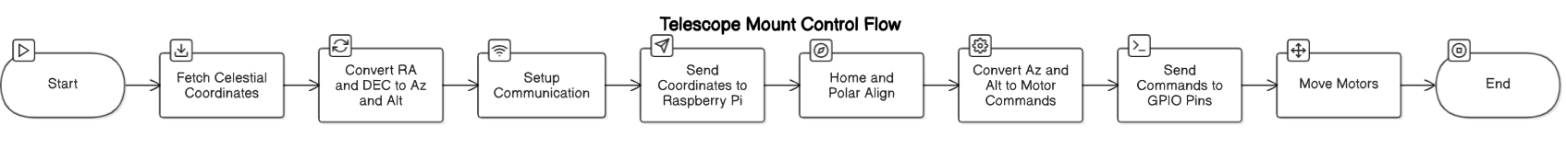 Telescope Mount Control Flow
Start
Fetch Celestial
Coordinates
Convert RA
and DEC to Az
and Alt
Setup
Communication
Send
Coordinates to
Raspberry Pi
Home and
Polar Align
Convert Az and
Alt to Motor
Commands
Send
Commands to
GPIO Pins
Move Motors
End